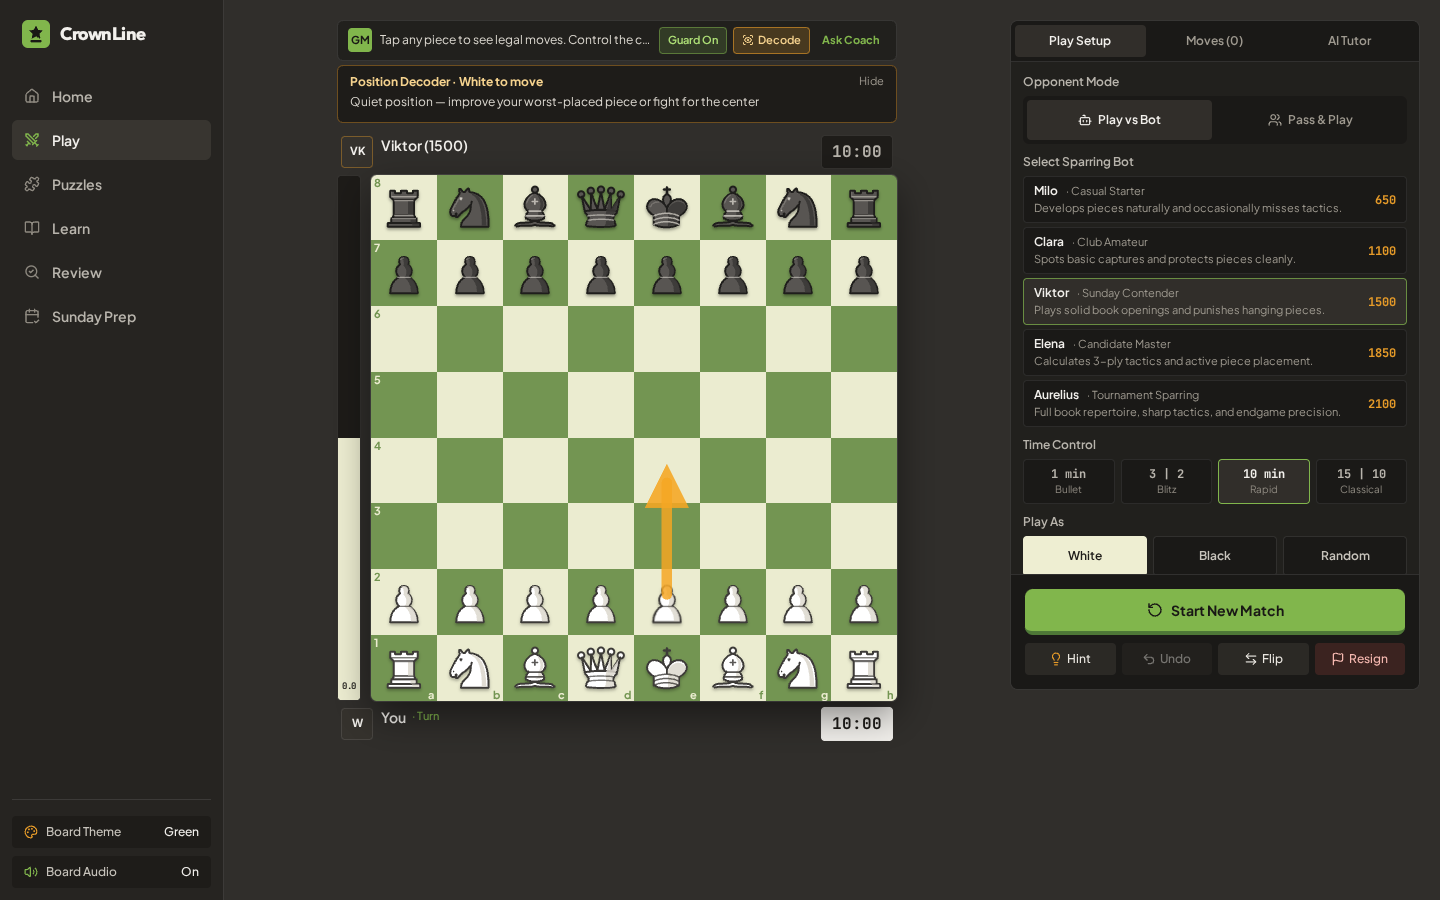 CrownLine
Home
Play
Puzzles
Learn
Review
Sunday Prep
Board Theme Green
Board Audio On
GM Tap any piece to see legal moves. Control the c... Guard On Decode Ask Coach
Position Decoder · White to move Hide
Quiet position — improve your worst-placed piece or fight for the center
VK Viktor (1500) 10:00
8
7
6
5
4
3
2
1
0.0
a b c d e f g h
W You · Turn 10:00
Play Setup Moves (0) AI Tutor
Opponent Mode
Play vs Bot Pass & Play
Select Sparring Bot
Milo · Casual Starter
Develops pieces naturally and occasionally misses tactics. 650
Clara · Club Amateur
Spots basic captures and protects pieces cleanly. 1100
Viktor · Sunday Contender
Plays solid book openings and punishes hanging pieces. 1500
Elena · Candidate Master
Calculates 3-ply tactics and active piece placement. 1850
Aurelius · Tournament Sparring
Full book repertoire, sharp tactics, and endgame precision. 2100
Time Control
1 min 3 | 2 10 min 15 | 10
Bullet Blitz Rapid Classical
Play As
White Black Random
Start New Match
Hint Undo Flip Resign